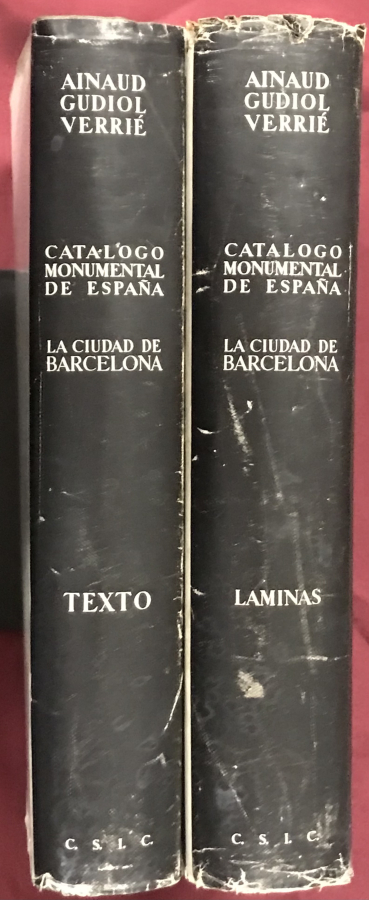 AINAUD
GUDIOL
VERRIÉ
CATALOGO
MONUMENTAL
DE ESPAÑA
LA CIUDAD DE
BARCELONA
TEXTO
C. S. I. C.
AINAUD
GUDIOL
VERRIÉ
CATALOGO
MONUMENTAL
DE ESPAÑA
LA CIUDAD DE
BARCELONA
LAMINAS
C. S. I. C.